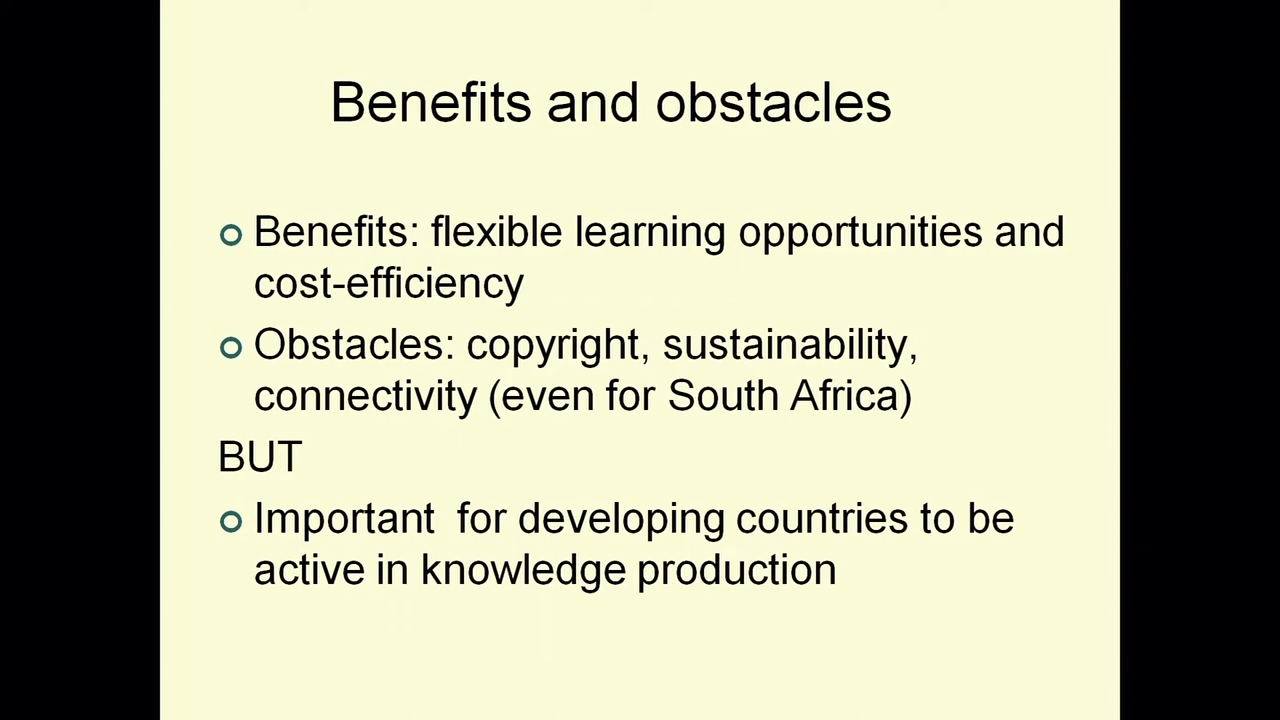 Benefits and obstacles
Benefits: flexible learning opportunities and
cost-efficiency
Obstacles: copyright, sustainability,
connectivity (even for South Africa)
BUT
Important  for developing countries to be
active in knowledge production